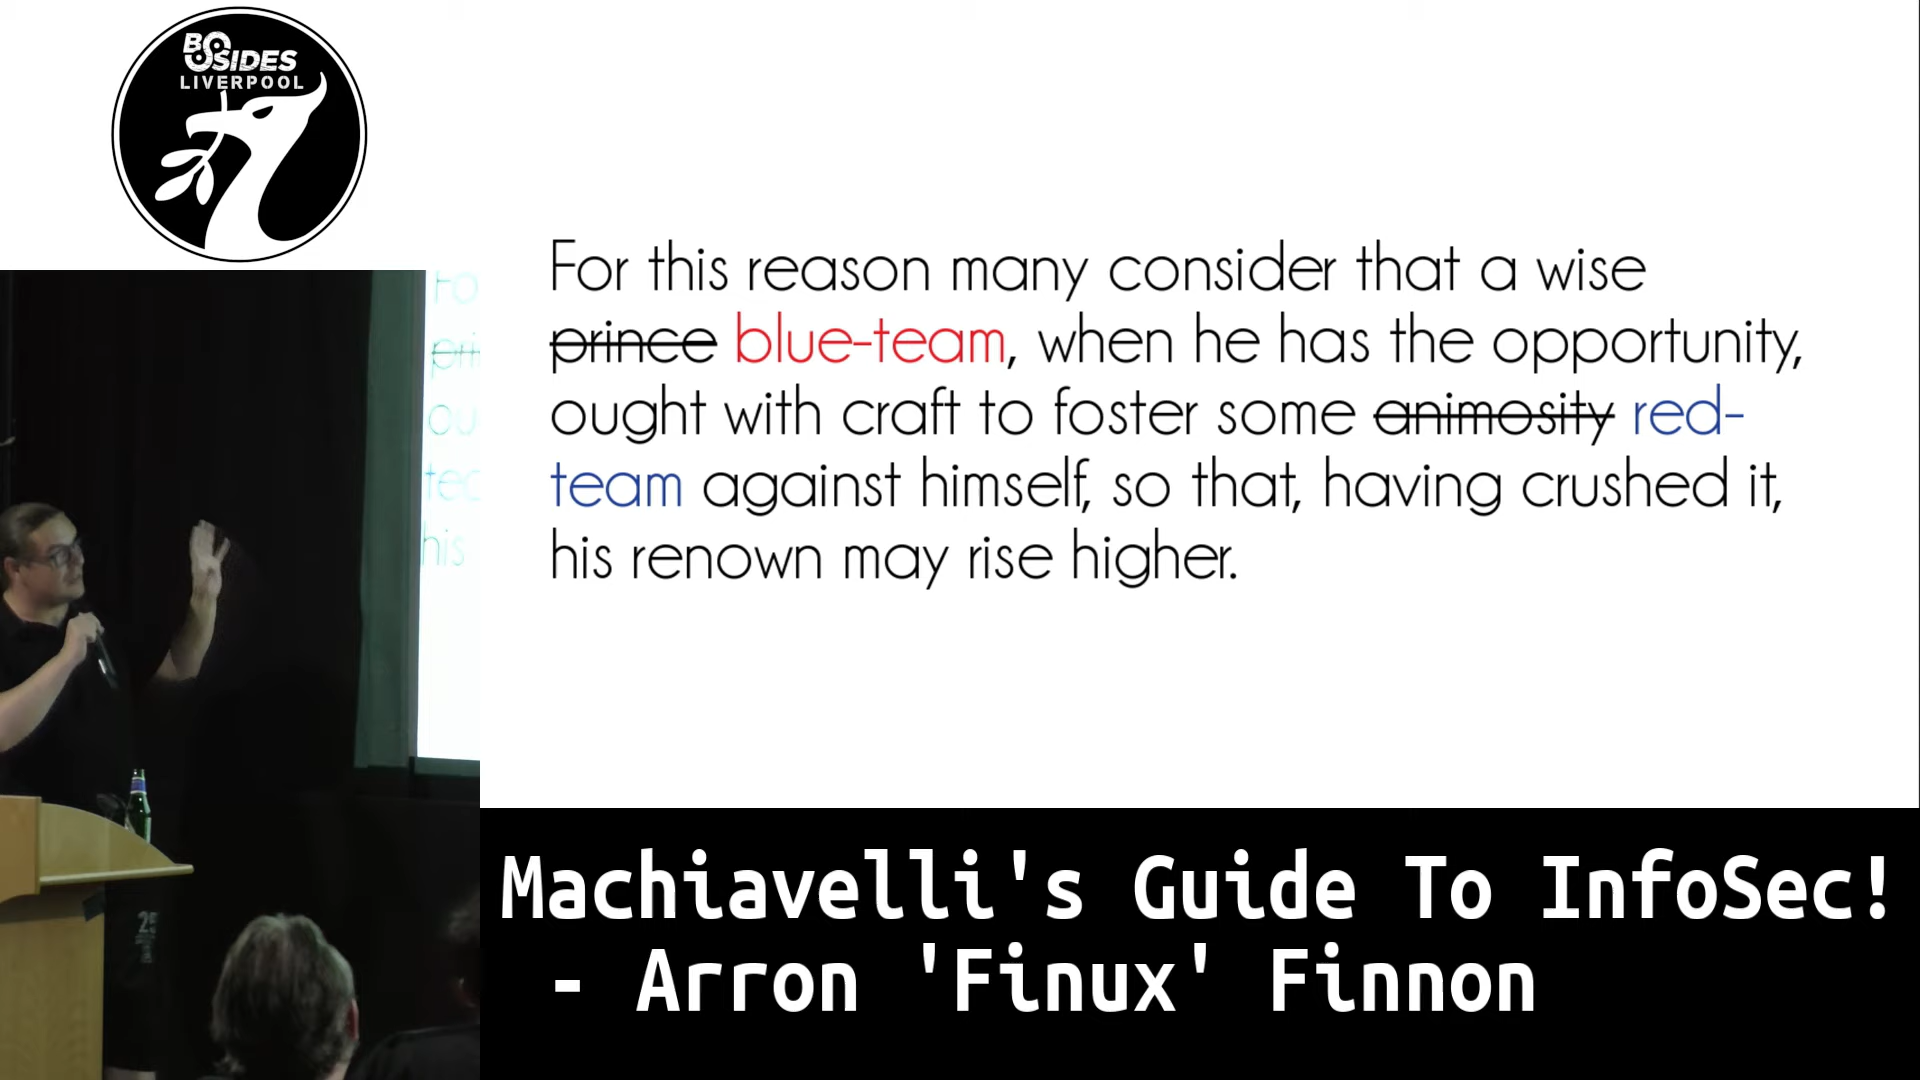 BSIDES
LIVERPOOL
For this reason many consider that a wise
prince blue-team, when he has the opportunity,
ought with craft to foster some animosity red-
team against himself, so that, having crushed it,
his renown may rise higher.
Machiavelli's Guide To InfoSec!
- Arron 'Finux' Finnon